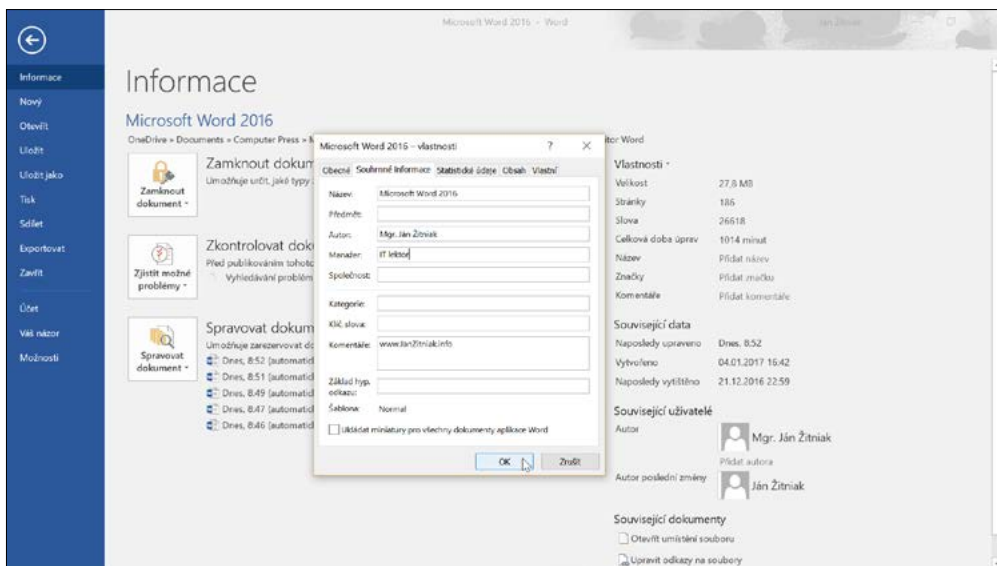 Microsoft Word 2016 - Word
Informace
Nový
Otevřít
Uložit
Uložit jako
Tisk
Sdílet
Exportovat
Zavřít
Účet
Váš názor
Možnosti
Informace
Microsoft Word 2016
OneDrive » Documents » Computer Press »
tor Word
Zamknout dokument
Zamknout dokum
Umožňuje určit, jaké typy
Zjistit možné problémy
Zkontrolovat dok
Před publikováním tohoto
Vyhledávání problém
Spravovat dokument
Spravovat dokum
Umožňuje zarezervovat do
Dnes, 8:52 (automatic
Dnes, 8:51 (automatic
Dnes, 8:49 (automatic
Dnes, 8:47 (automatic
Dnes, 8:46 (automatic
Microsoft Word 2016 – vlastnosti ? ×
Obecné Souhrnné informace Statistické údaje Obsah Vlastní
Název: Microsoft Word 2016
Předmět:
Autor: Mgr. Ján Žitniak
Manažer: IT lektor
Společnost:
Kategorie:
Klíč. slova:
Komentáře: www.JanZitniak.info
Základ hyp. odkazu:
Šablona: Normal
Ukládat miniatury pro všechny dokumenty aplikace Word
OK Zrušit
Vlastnosti
Velikost 27,8 MB
Stránky 186
Slova 26618
Celková doba úprav 1014 minut
Název Přidat název
Značky Přidat značku
Komentáře Přidat komentáře
Související data
Naposledy upraveno Dnes, 8:52
Vytvořeno 04.01.2017 16:42
Naposledy vytištěno 21.12.2016 22:59
Související uživatelé
Autor Mgr. Ján Žitniak
Přidat autora
Autor poslední změny Ján Žitniak
Související dokumenty
Otevřít umístění souboru
Upravit odkazy na soubory